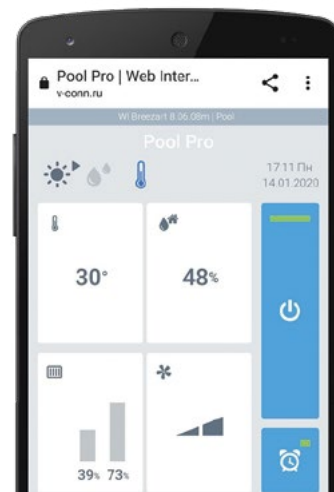 Pool Pro | Web Inter...
v-conn.ru
WI Breezart 8.06.08m | Pool
Pool Pro
17 11 Пн
14.01.2020
30°
48%
39% 73%